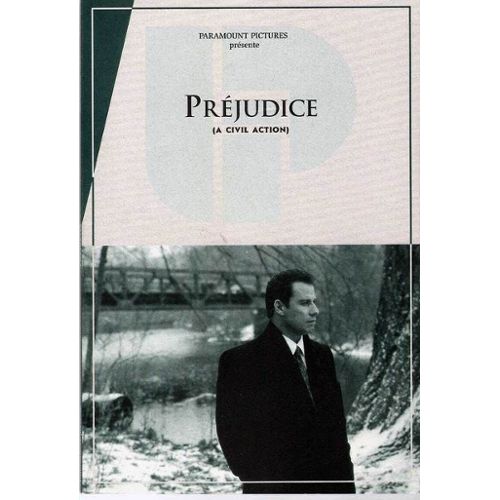 PARAMOUNT PICTURES
présente
PRÉJUDICE
(A CIVIL ACTION)